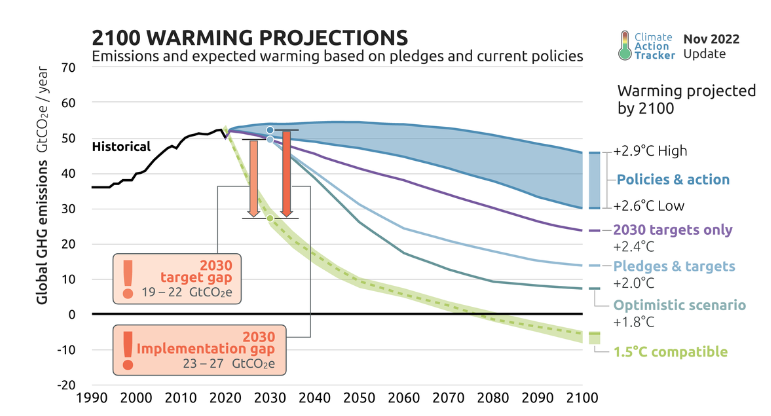 2100 WARMING PROJECTIONS
Emissions and expected warming based on pledges and current policies
Climate
Action
Tracker
Nov 2022
Update
Warming projected
by 2100
Global GHG emissions GtCO₂e / year
70
60
50
40
30
20
10
0
-10
-20
Historical
+2.9°C High
Policies & action
+2.6°C Low
2030 targets only
+2.4°C
Pledges & targets
+2.0°C
Optimistic scenario
+1.8°C
1.5°C compatible
2030
target gap
19 – 22 GtCO₂e
2030
Implementation gap
23 – 27 GtCO₂e
1990 2000 2010 2020 2030 2040 2050 2060 2070 2080 2090 2100